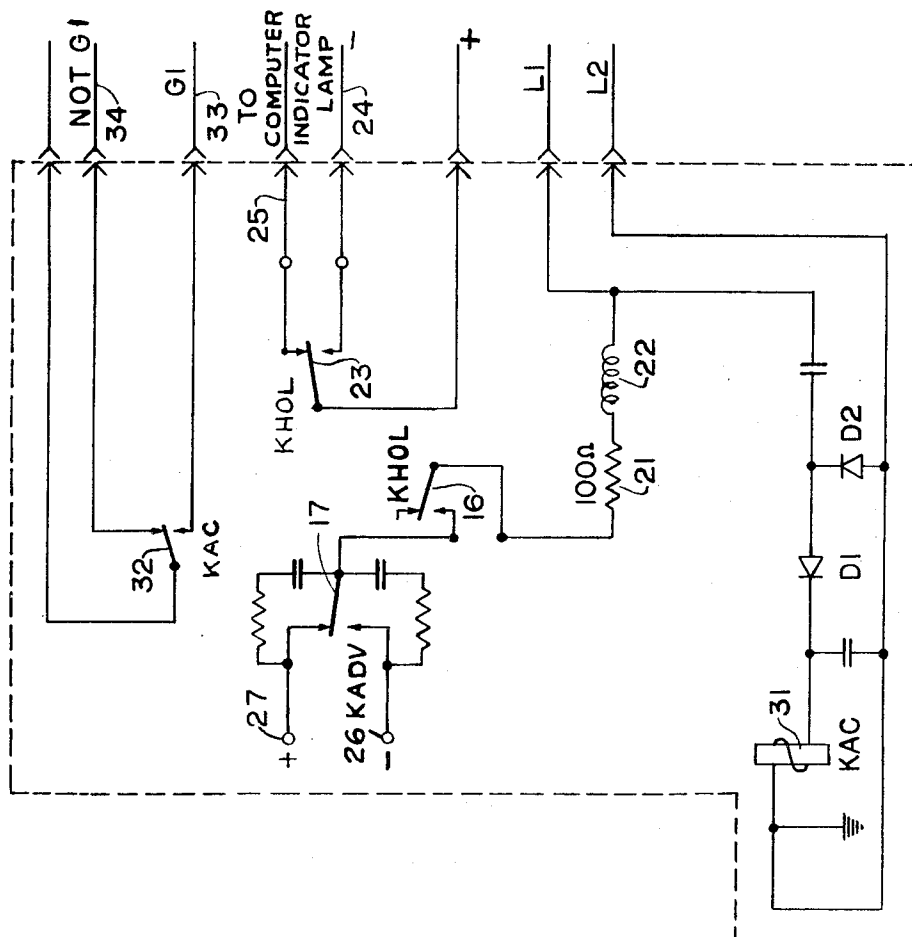 NOT G1
34
G1
33
TO
COMPUTER
INDICATOR
LAMP
−
24
+
L1
L2
25
KHOL
23
32
KAC
KHOL
16
17
100Ω
21
22
27
+
26 KADV
−
D2
D1
31
KAC